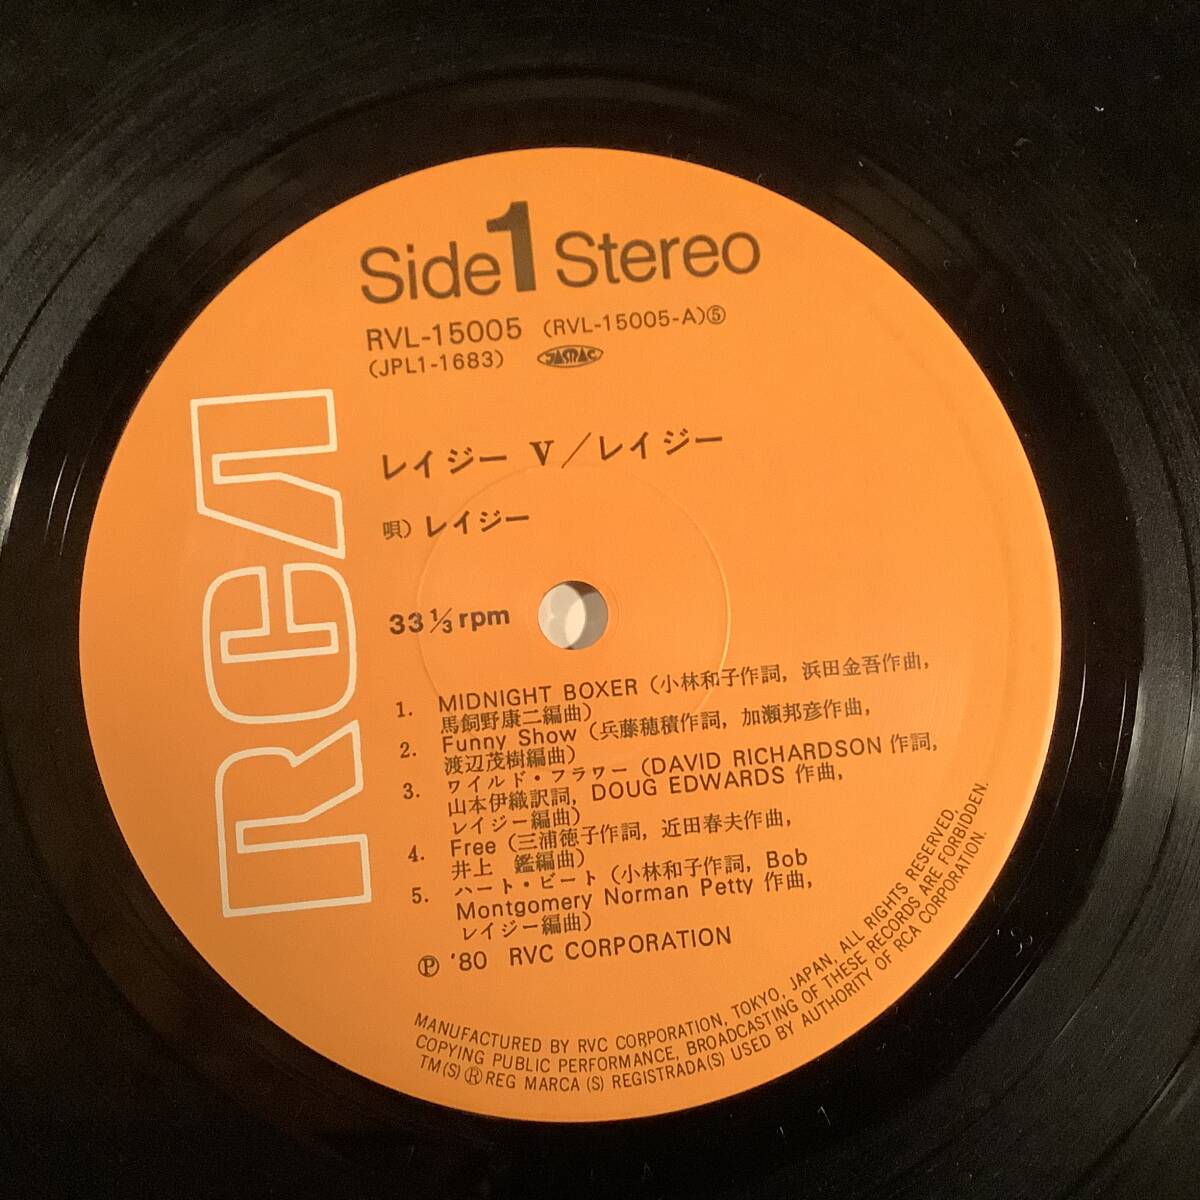 Side 1 Stereo
RVL-15005 (RVL-15005-A)⑤
(JPL1-1683) JASRAC
RCA
レイジー V／レイジー
唄）レイジー
33 1/3 rpm
1. MIDNIGHT BOXER（小林和子作詞，浜田金吾作曲，
馬飼野康二編曲）
2. Funny Show（兵藤穂積作詞，加瀬邦彦作曲，
渡辺茂樹編曲）
3. ワイルド・フラワー（DAVID RICHARDSON 作詞，
山本伊織訳詞，DOUG EDWARDS 作曲，
レイジー編曲）
4. Free（三浦徳子作詞，近田春夫作曲，
井上 鑑編曲）
5. ハート・ビート（小林和子作詞，Bob
Montgomery Norman Petty 作曲，
レイジー編曲）
Ⓟ '80 RVC CORPORATION
MANUFACTURED BY RVC CORPORATION, TOKYO, JAPAN, ALL RIGHTS RESERVED,
COPYING PUBLIC PERFORMANCE, BROADCASTING OF THESE RECORDS ARE FORBIDDEN.
TM(S) ® REG MARCA (S) REGISTRADA(S) USED BY AUTHORITY OF RCA CORPORATION.